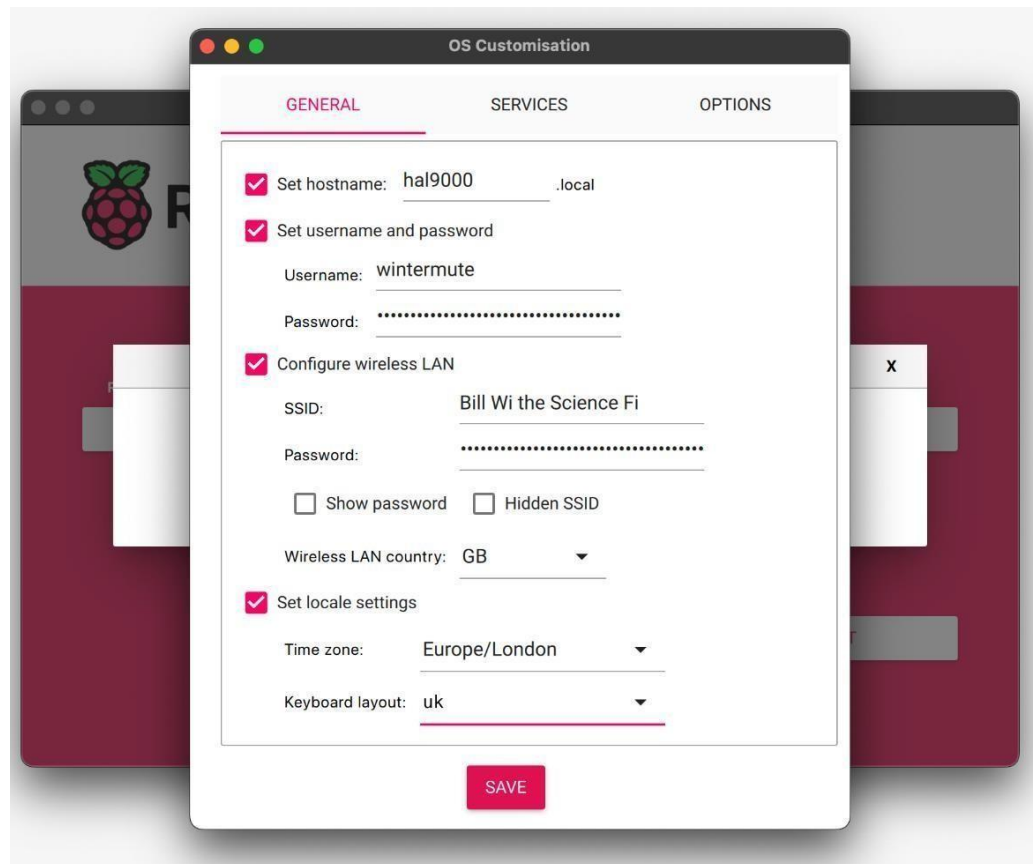 OS Customisation
GENERAL SERVICES OPTIONS
R
Set hostname: hal9000 .local
Set username and password
Username: wintermute
Password: •••••••••••••••••••••••••••••••••••••
Configure wireless LAN
X
SSID: Bill Wi the Science Fi
Password: •••••••••••••••••••••••••••••••••••••
Show password Hidden SSID
Wireless LAN country: GB
Set locale settings
Time zone: Europe/London
Keyboard layout: uk
SAVE